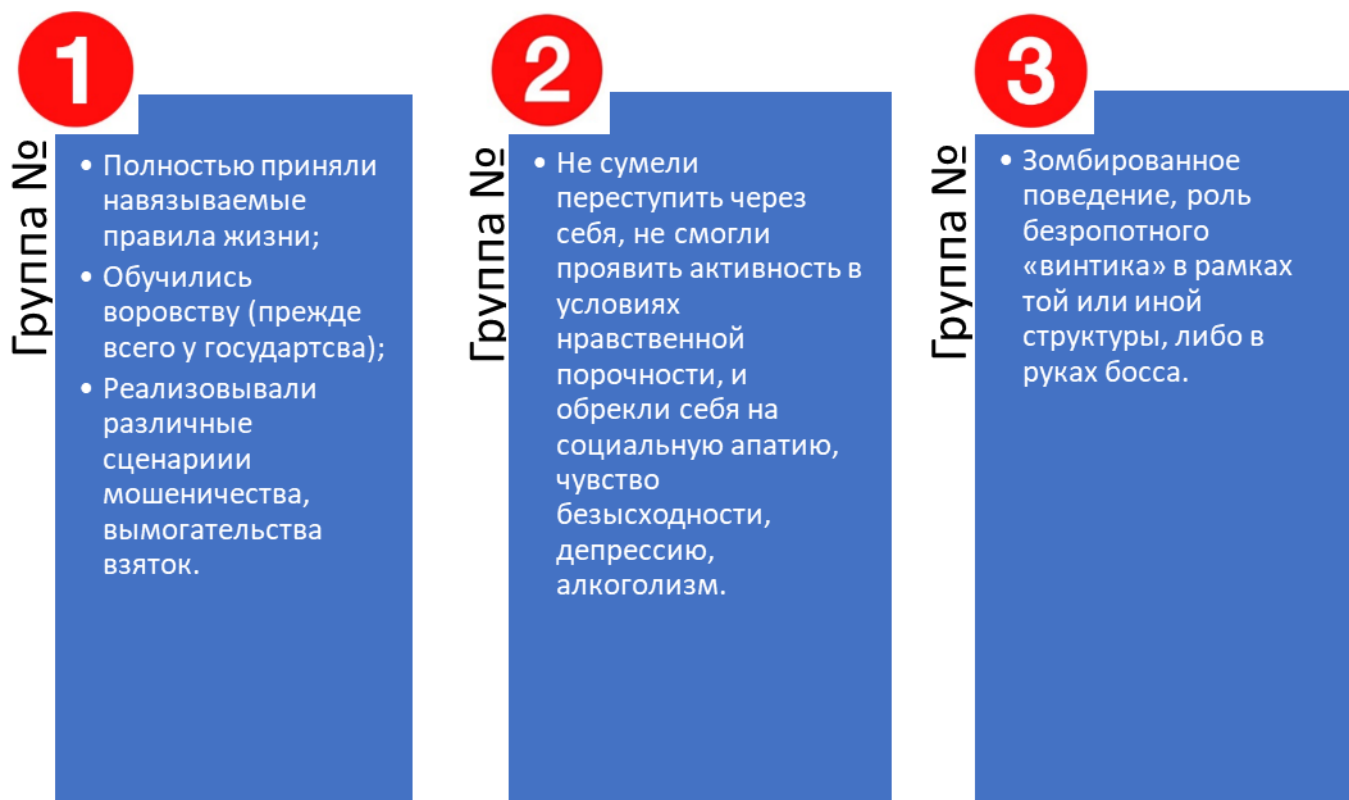 Группа № 1
• Полностью приняли
навязываемые
правила жизни;
• Обучились
воровству (прежде
всего у государтсва);
• Реализовывали
различные
сценариии
мошеничества,
вымогательства
взяток.
Группа № 2
• Не сумели
переступить через
себя, не смогли
проявить активность в
условиях
нравственной
порочности, и
обрекли себя на
социальную апатию,
чувство
безысходности,
депрессию,
алкоголизм.
Группа № 3
• Зомбированное
поведение, роль
безропотного
«винтика» в рамках
той или иной
структуры, либо в
руках босса.